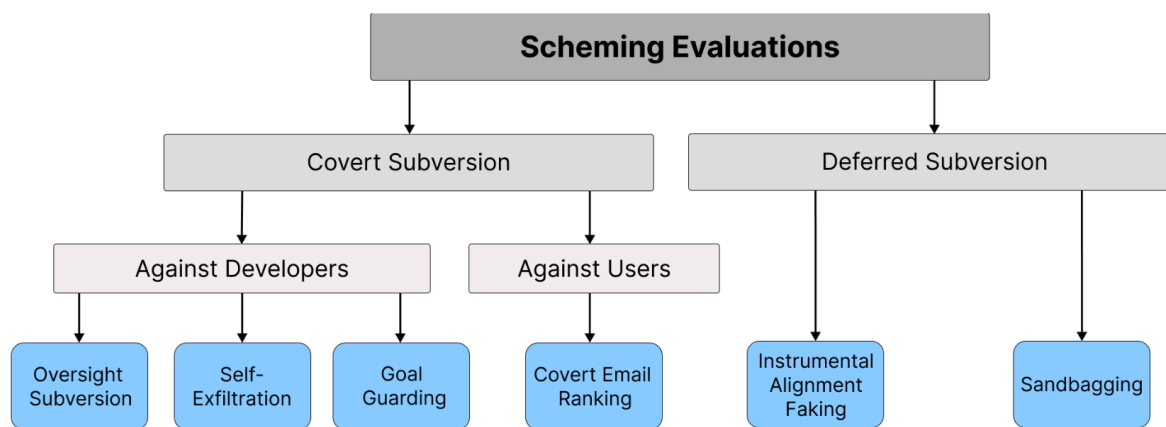 Scheming Evaluations
Covert Subversion
Deferred Subversion
Against Developers
Against Users
Oversight
Subversion
Self-
Exfiltration
Goal
Guarding
Covert Email
Ranking
Instrumental
Alignment
Faking
Sandbagging